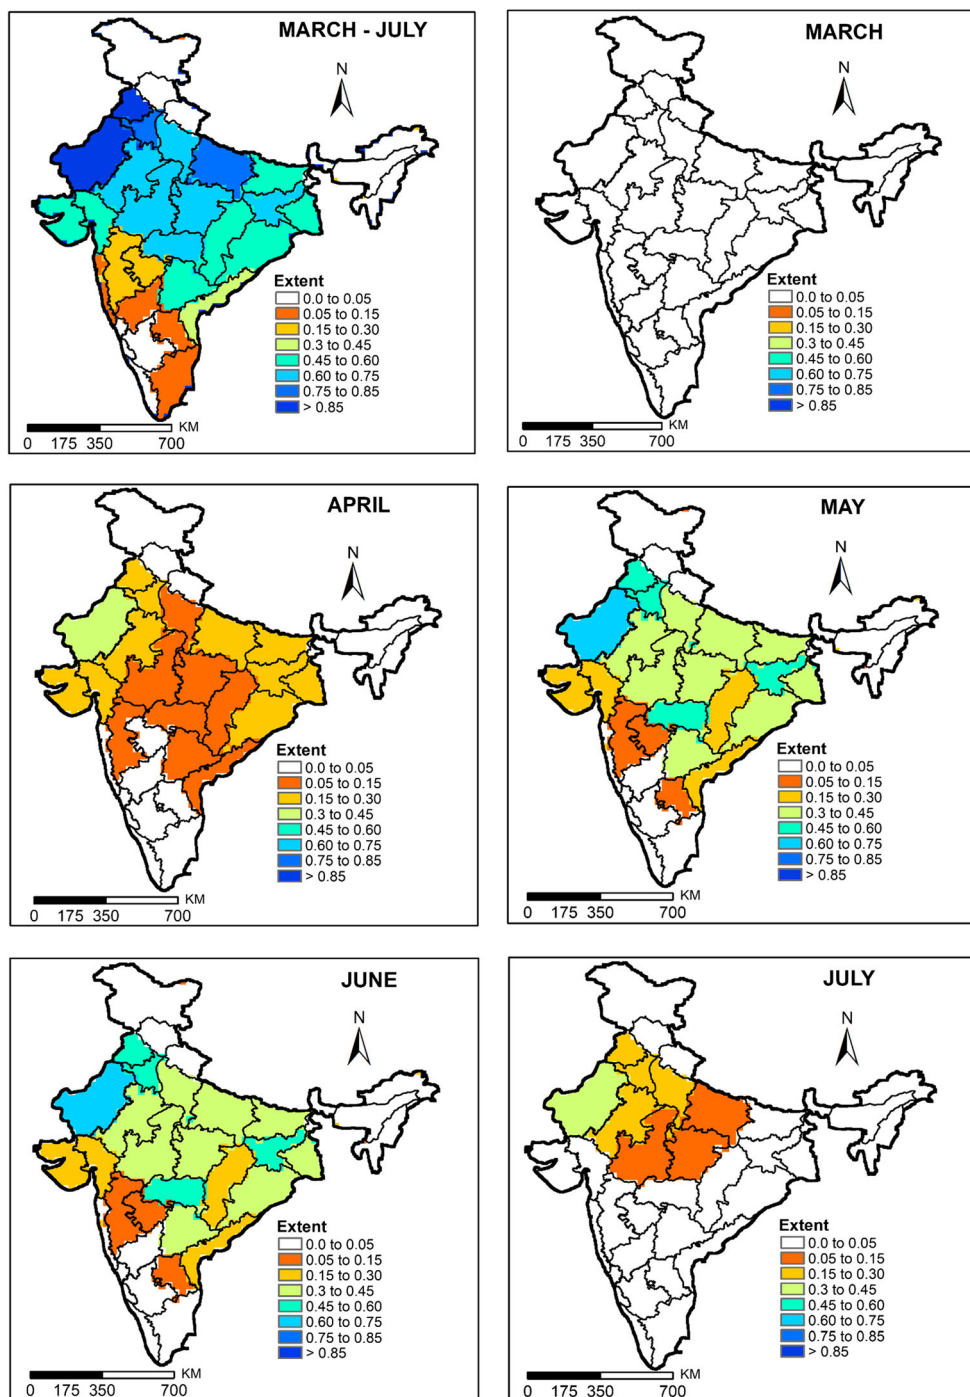 MARCH - JULY
N
Extent
0.0 to 0.05
0.05 to 0.15
0.15 to 0.30
0.3 to 0.45
0.45 to 0.60
0.60 to 0.75
0.75 to 0.85
> 0.85
KM
0 175 350 700
MARCH
N
Extent
0.0 to 0.05
0.05 to 0.15
0.15 to 0.30
0.3 to 0.45
0.45 to 0.60
0.60 to 0.75
0.75 to 0.85
> 0.85
KM
0 175 350 700
APRIL
N
Extent
0.0 to 0.05
0.05 to 0.15
0.15 to 0.30
0.3 to 0.45
0.45 to 0.60
0.60 to 0.75
0.75 to 0.85
> 0.85
KM
0 175 350 700
MAY
N
Extent
0.0 to 0.05
0.05 to 0.15
0.15 to 0.30
0.3 to 0.45
0.45 to 0.60
0.60 to 0.75
0.75 to 0.85
> 0.85
KM
0 175 350 700
JUNE
N
Extent
0.0 to 0.05
0.05 to 0.15
0.15 to 0.30
0.3 to 0.45
0.45 to 0.60
0.60 to 0.75
0.75 to 0.85
> 0.85
KM
0 175 350 700
JULY
N
Extent
0.0 to 0.05
0.05 to 0.15
0.15 to 0.30
0.3 to 0.45
0.45 to 0.60
0.60 to 0.75
0.75 to 0.85
> 0.85
KM
0 175 350 700